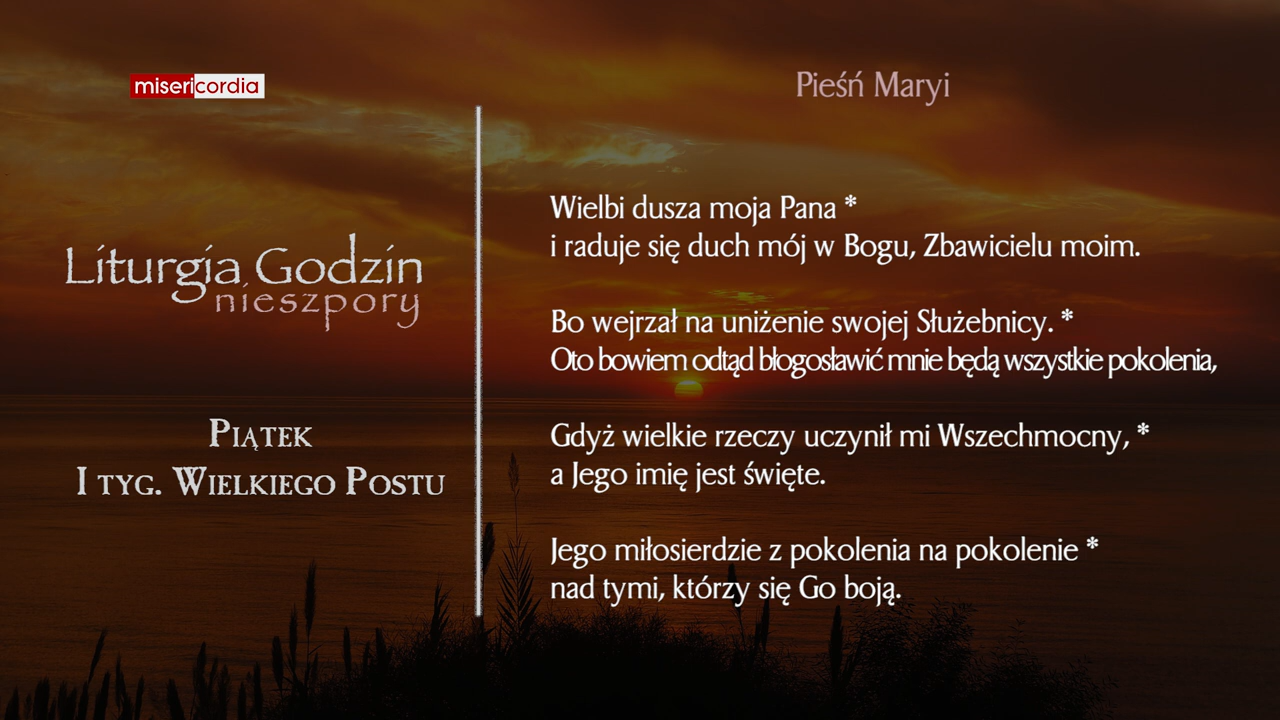 misericordia
Liturgia Godzin
nieszpory
Piątek
I tyg. Wielkiego Postu
Pieśń Maryi
Wielbi dusza moja Pana *
i raduje się duch mój w Bogu, Zbawicielu moim.
Bo wejrzał na uniżenie swojej Służebnicy. *
Oto bowiem odtąd błogosławić mnie będą wszystkie pokolenia,
Gdyż wielkie rzeczy uczynił mi Wszechmocny, *
a Jego imię jest święte.
Jego miłosierdzie z pokolenia na pokolenie *
nad tymi, którzy się Go boją.